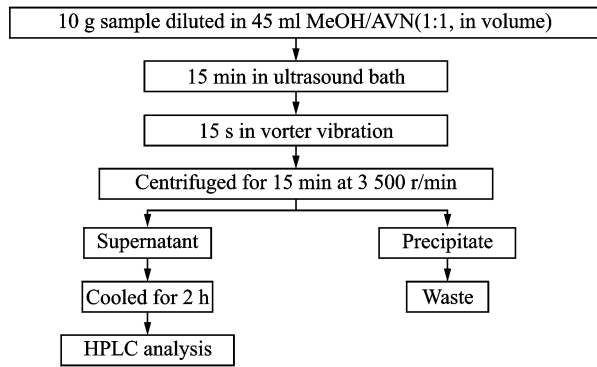 10 g sample diluted in 45 ml MeOH/AVN(1:1, in volume)
15 min in ultrasound bath
15 s in vorter vibration
Centrifuged for 15 min at 3 500 r/min
Supernatant
Precipitate
Cooled for 2 h
Waste
HPLC analysis